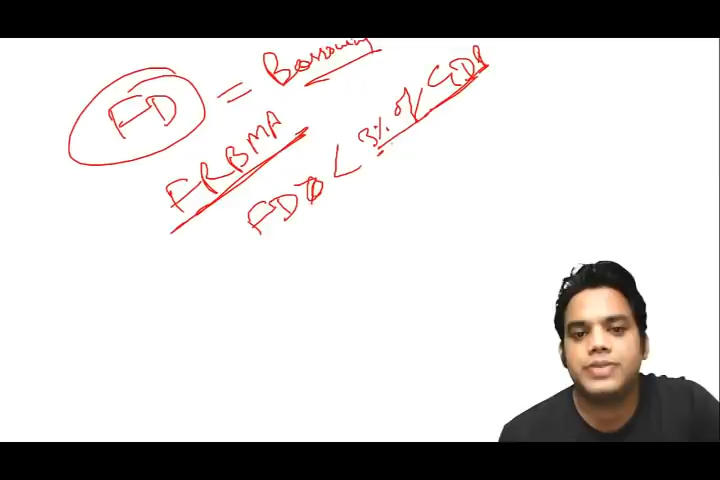 FD = Borrowing
FRBMA
FD < 3% of GDP